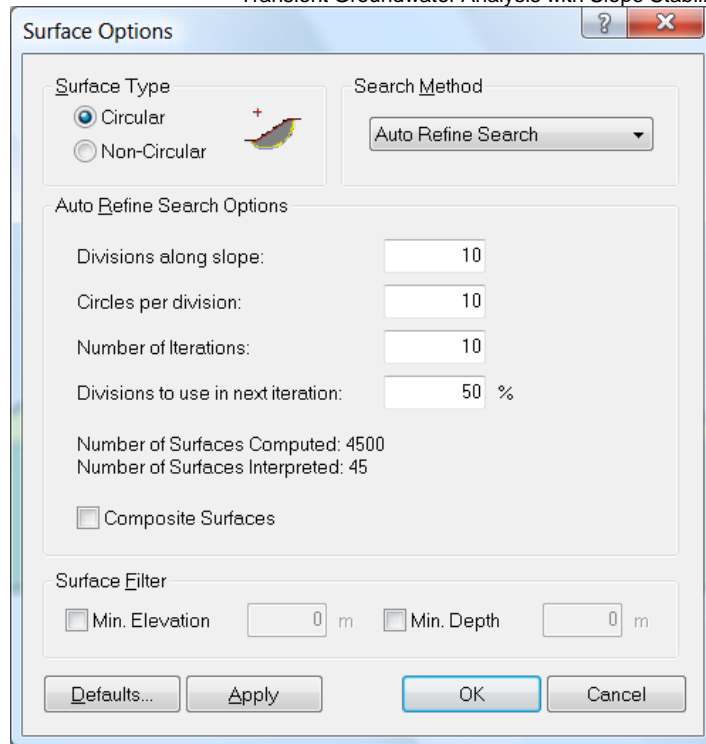 Transient Groundwater Analysis with Slope
Surface Options
?
X
Surface Type
Circular
Non-Circular
Search Method
Auto Refine Search
Auto Refine Search Options
Divisions along slope: 10
Circles per division: 10
Number of Iterations: 10
Divisions to use in next iteration: 50 %
Number of Surfaces Computed: 4500
Number of Surfaces Interpreted: 45
Composite Surfaces
Surface Filter
Min. Elevation 0 m Min. Depth 0 m
Defaults... Apply OK Cancel